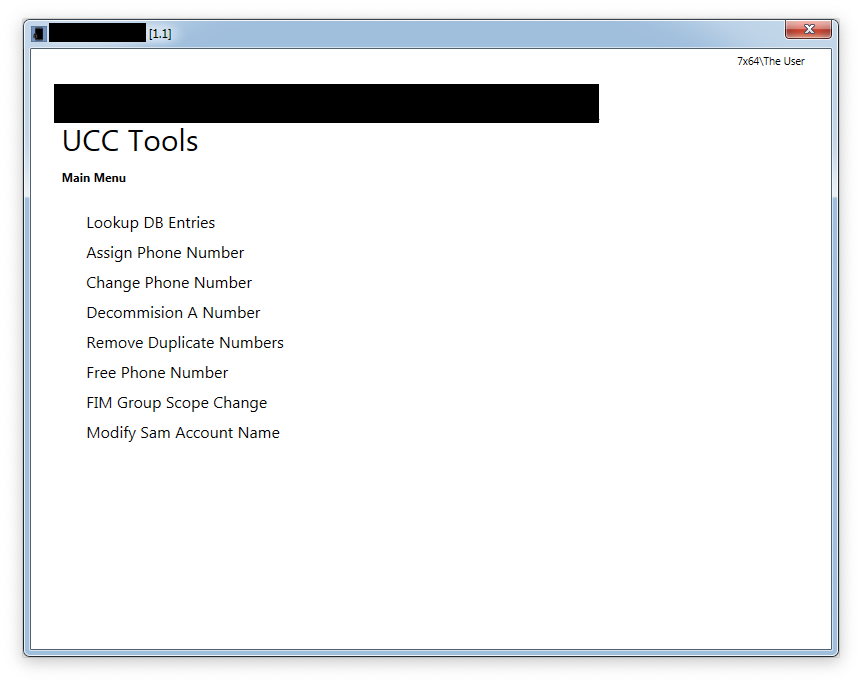 [1.1]
7x64\The User
UCC Tools
Main Menu
Lookup DB Entries
Assign Phone Number
Change Phone Number
Decommision A Number
Remove Duplicate Numbers
Free Phone Number
FIM Group Scope Change
Modify Sam Account Name